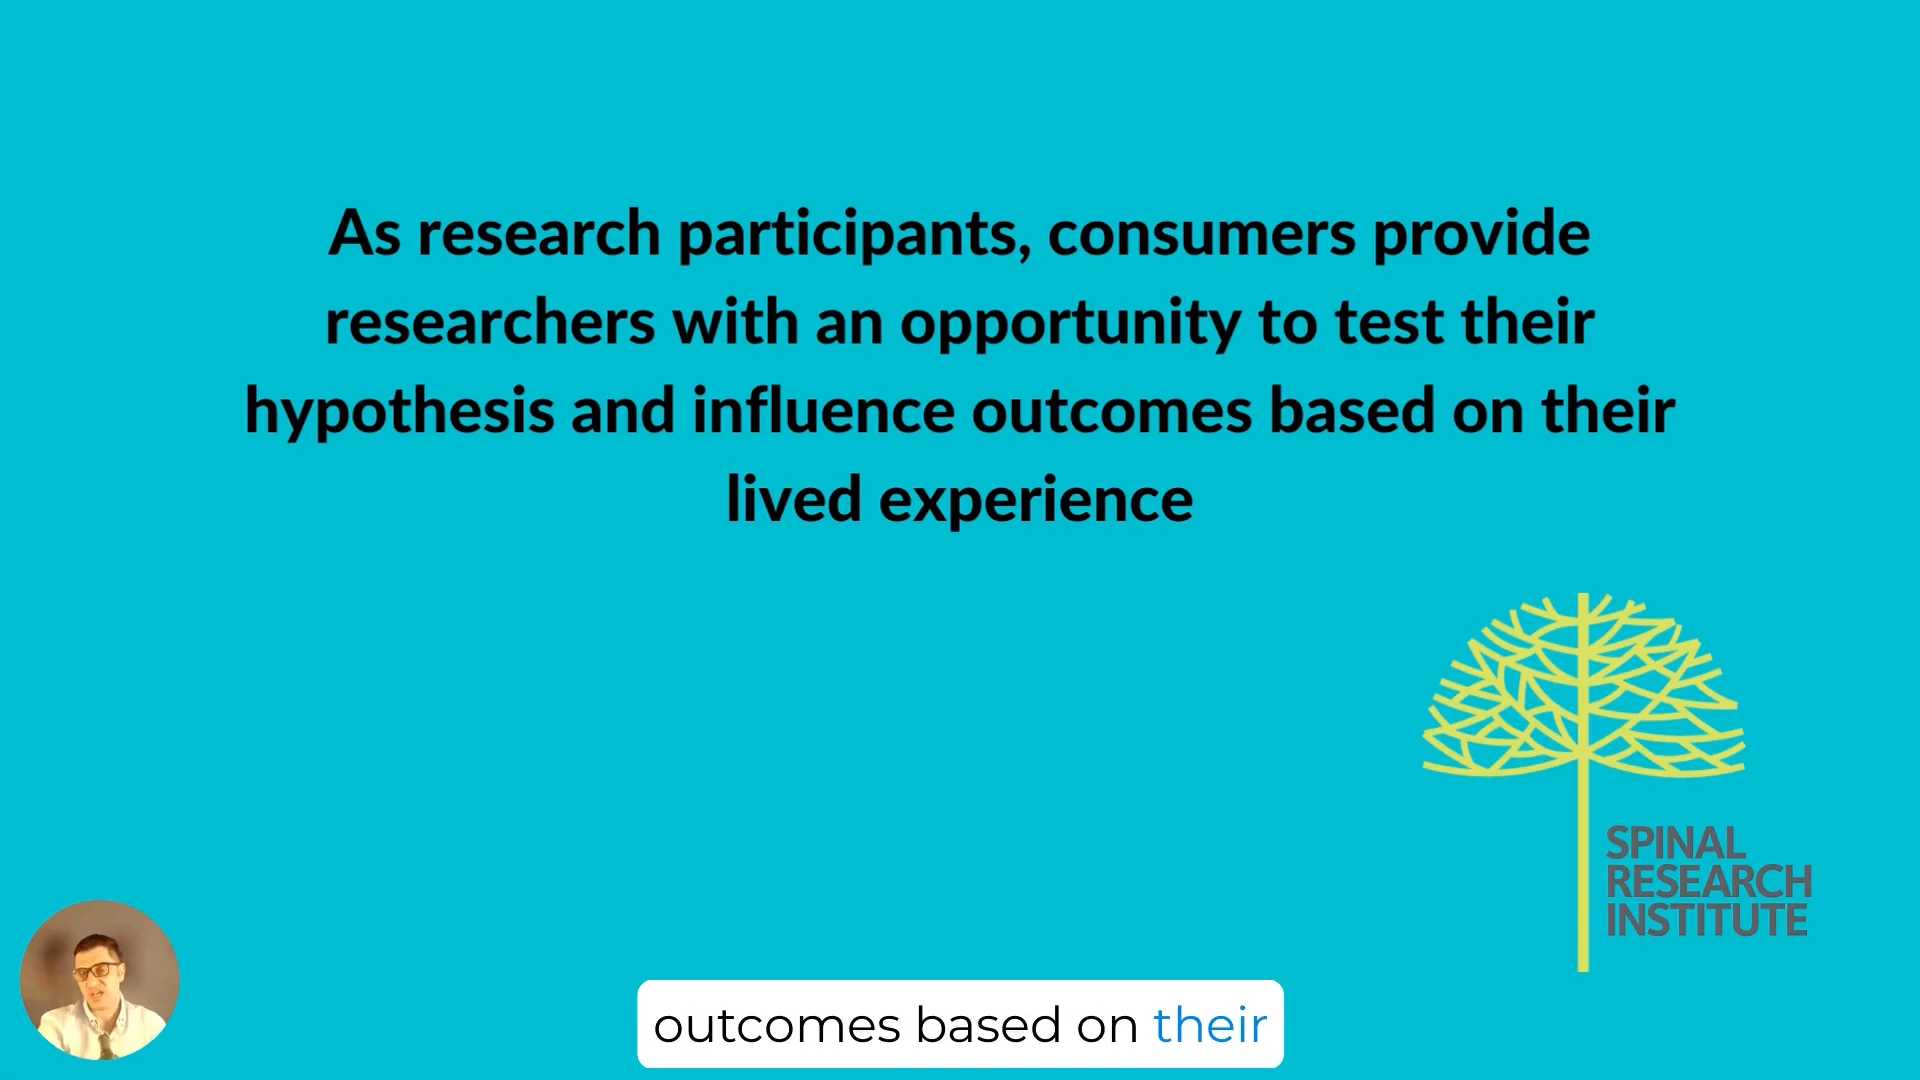 As research participants, consumers provide
researchers with an opportunity to test their
hypothesis and influence outcomes based on their
lived experience
SPINAL
RESEARCH
INSTITUTE
outcomes based on their